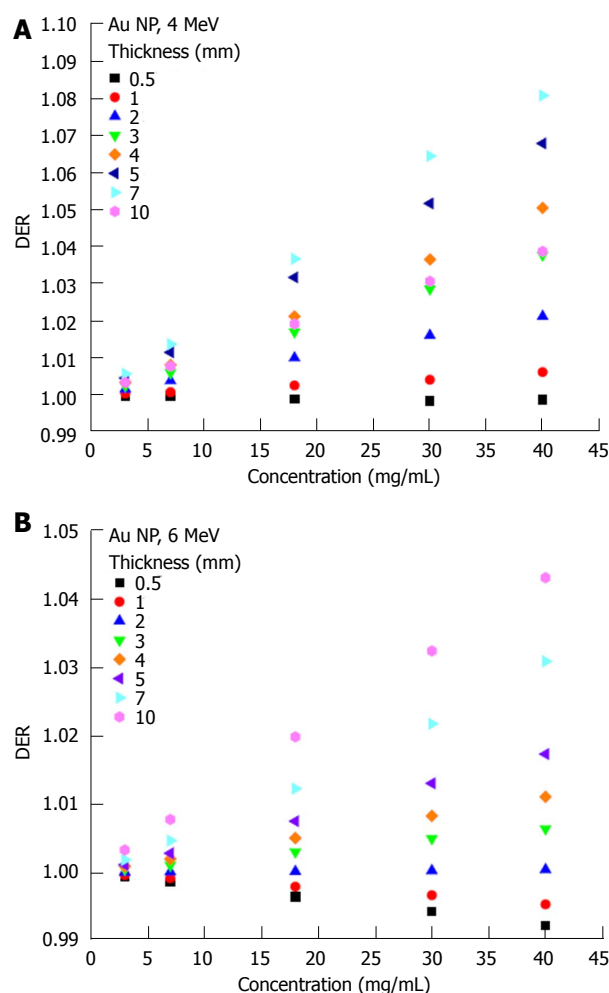 A
Au NP, 4 MeV
Thickness (mm)
0.5
1
2
3
4
5
7
10
1.10
1.09
1.08
1.07
1.06
1.05
1.04
1.03
1.02
1.01
1.00
0.99
DER
0 5 10 15 20 25 30 35 40 45
Concentration (mg/mL)
B
Au NP, 6 MeV
Thickness (mm)
0.5
1
2
3
4
5
7
10
1.05
1.04
1.03
1.02
1.01
1.00
0.99
DER
0 5 10 15 20 25 30 35 40 45
Concentration (mg/mL)